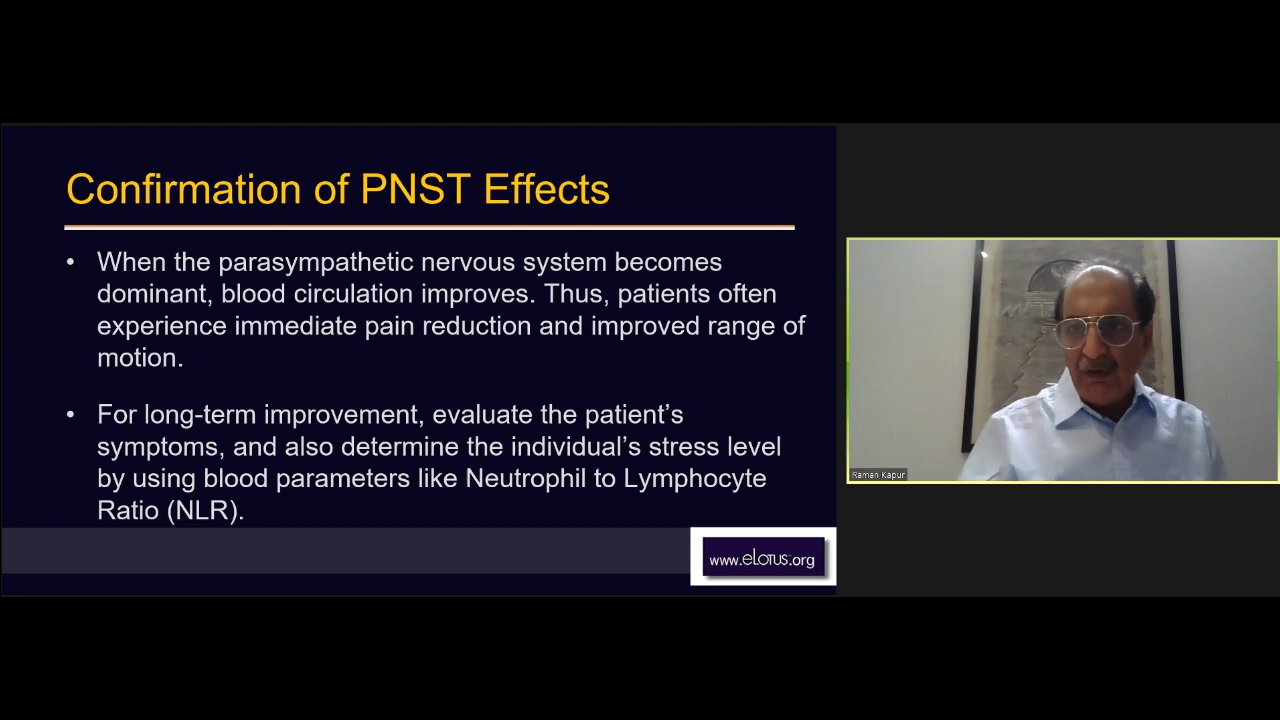 Confirmation of PNST Effects
• When the parasympathetic nervous system becomes
dominant, blood circulation improves. Thus, patients often
experience immediate pain reduction and improved range of
motion.
• For long-term improvement, evaluate the patient’s
symptoms, and also determine the individual’s stress level
by using blood parameters like Neutrophil to Lymphocyte
Ratio (NLR).
www.eLOTUS.org
Raman Kapur